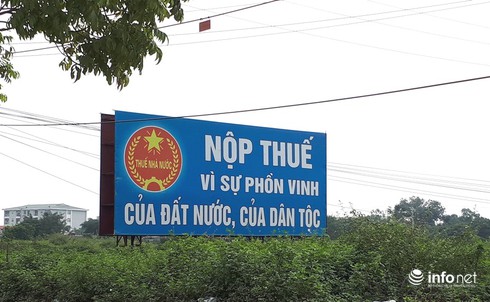 NỘP THUẾ
THUẾ NHÀ NƯỚC
VÌ SỰ PHỒN VINH
CỦA ĐẤT NƯỚC, CỦA DÂN TỘC
infonet